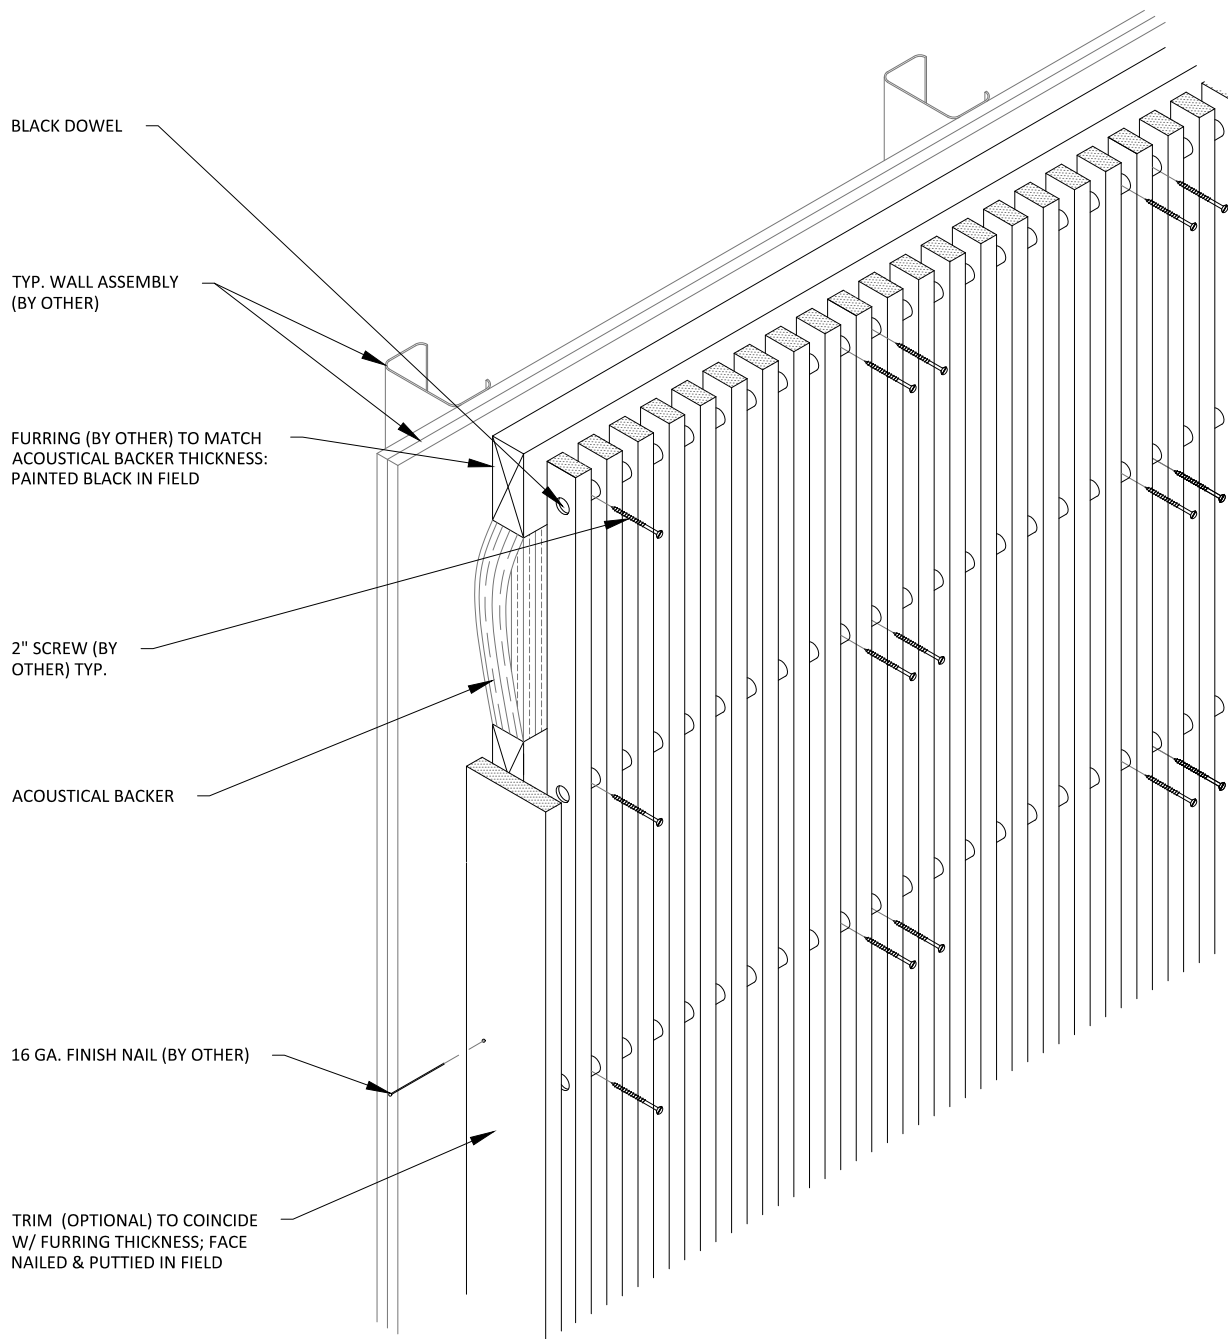 BLACK DOWEL
TYP. WALL ASSEMBLY
(BY OTHER)
FURRING (BY OTHER) TO MATCH
ACOUSTICAL BACKER THICKNESS:
PAINTED BLACK IN FIELD
2" SCREW (BY
OTHER) TYP.
ACOUSTICAL BACKER
16 GA. FINISH NAIL (BY OTHER)
TRIM (OPTIONAL) TO COINCIDE
W/ FURRING THICKNESS; FACE
NAILED & PUTTIED IN FIELD